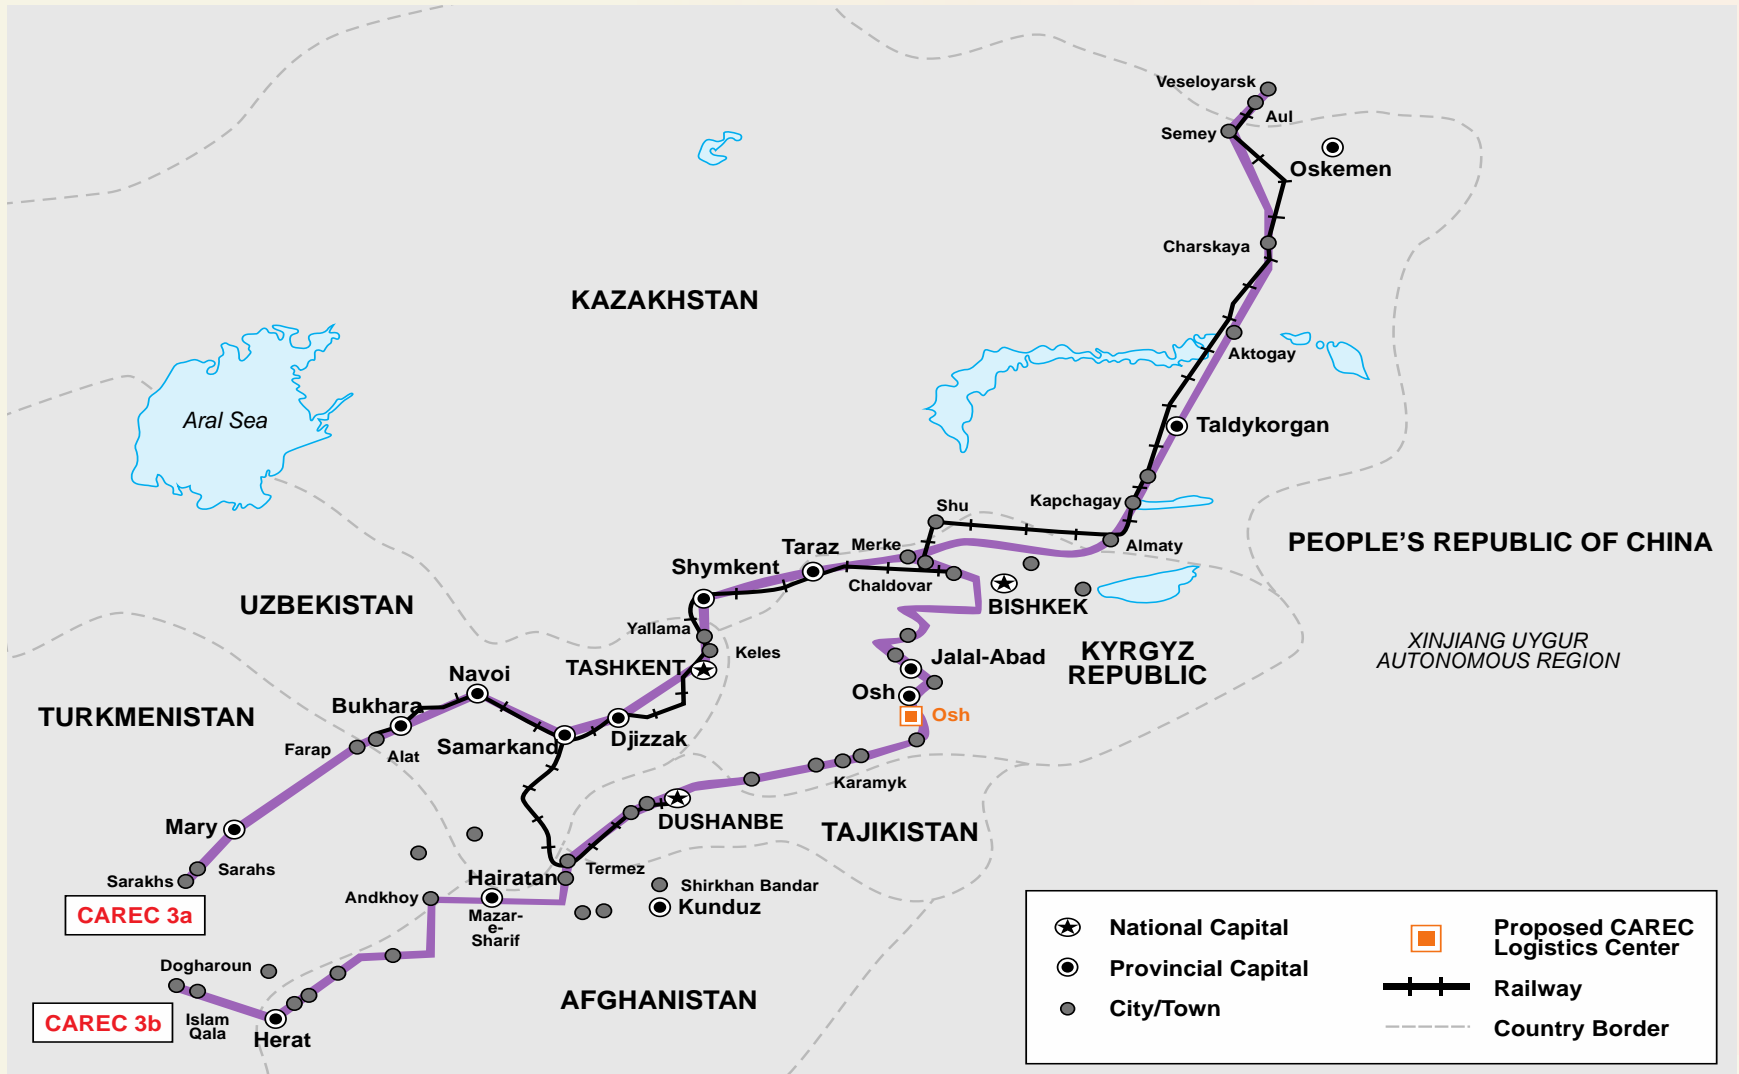 Veseloyarsk
Aul
Semey
Oskemen
Charskaya
KAZAKHSTAN
Aktogay
Aral Sea
Taldykorgan
Kapchagay
Shu
Almaty
PEOPLE'S REPUBLIC OF CHINA
Taraz
Merke
Shymkent
Chaldovar
BISHKEK
UZBEKISTAN
Yallama
Keles
XINJIANG UYGUR
AUTONOMOUS REGION
KYRGYZ
REPUBLIC
Jalal-Abad
TASHKENT
Navoi
Osh
Osh
Bukhara
TURKMENISTAN
Samarkand
Djizzak
Farap
Alat
Karamyk
Mary
DUSHANBE
TAJIKISTAN
Sarahs
Sarakhs
Termez
Hairatan
Shirkhan Bandar
Andkhoy
Kunduz
Mazar-
e-
Sharif
CAREC 3a
Dogharoun
AFGHANISTAN
Islam
Qala
CAREC 3b
Herat
National Capital
Provincial Capital
City/Town
Proposed CAREC
Logistics Center
Railway
Country Border